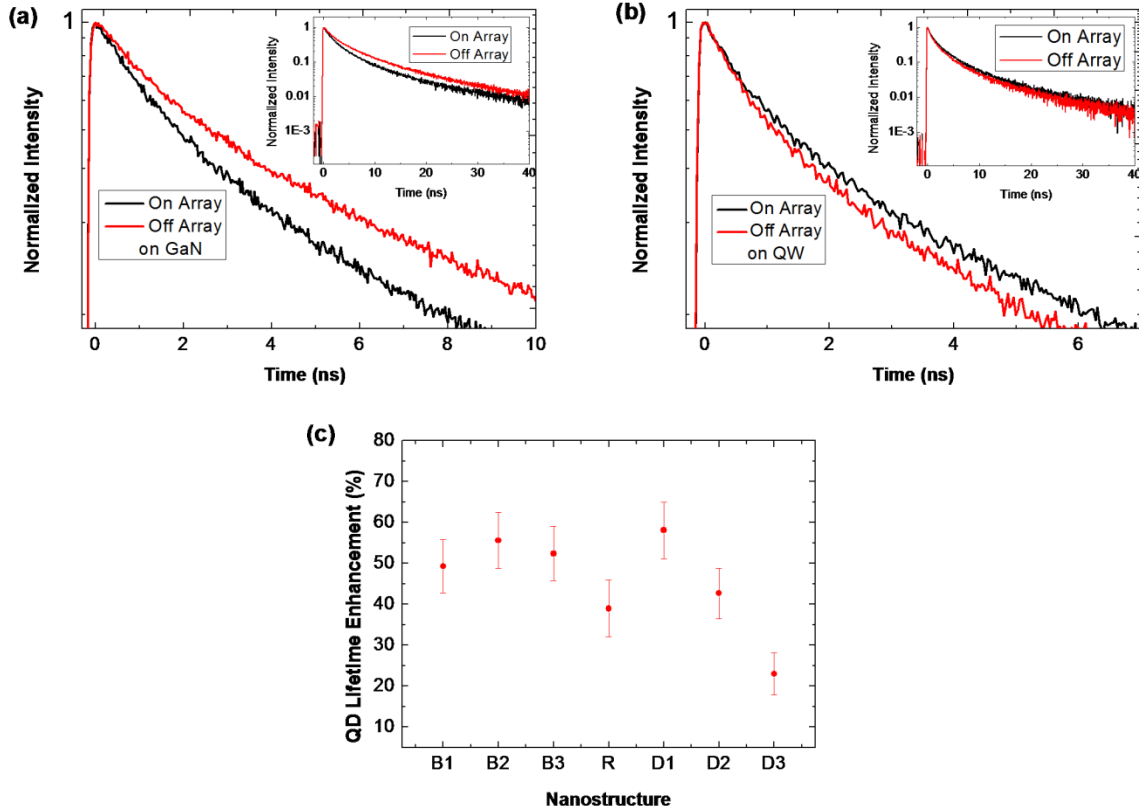 (a)
1
Normalized Intensity
On Array
Off Array
on GaN
0
2
4
6
8
10
Time (ns)
Normalized Intensity
1
0.1
0.01
1E-3
On Array
Off Array
0
10
20
30
40
Time (ns)
(b)
1
Normalized Intensity
On Array
Off Array
on QW
0
2
4
6
Time (ns)
Normalized Intensity
1
0.1
0.01
1E-3
On Array
Off Array
0
10
20
30
40
Time (ns)
(c)
QD Lifetime Enhancement (%)
80
70
60
50
40
30
20
10
B1 B2 B3 R D1 D2 D3
Nanostructure